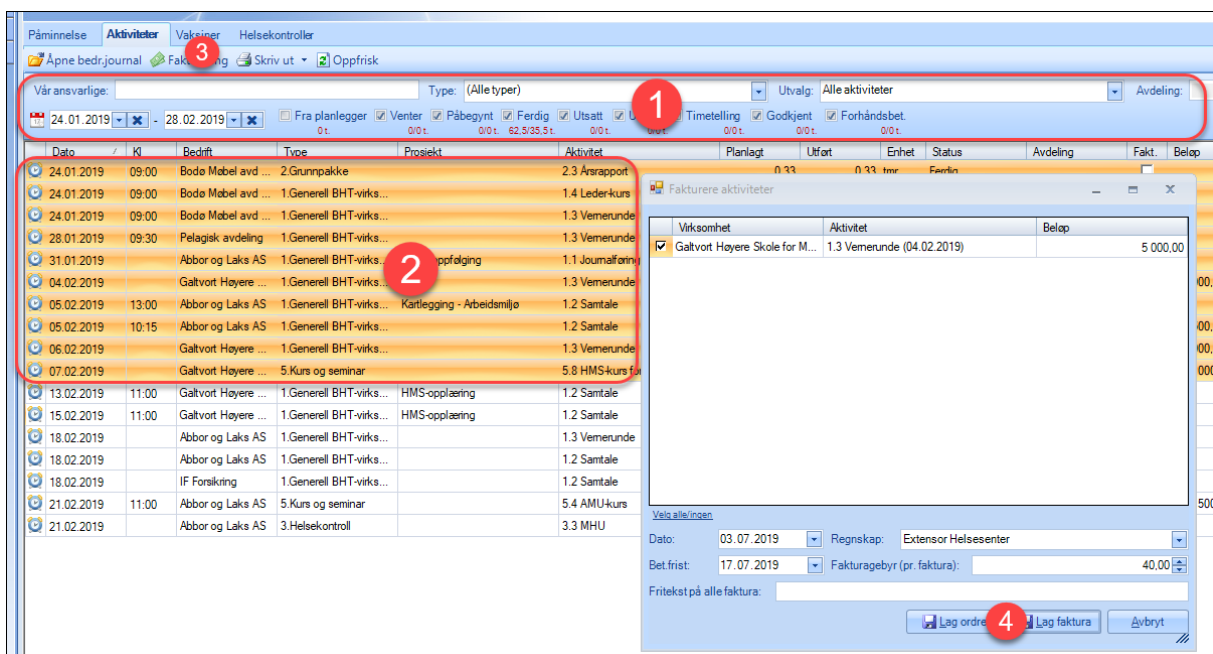 Påminnelse Aktiviteter Vaksiner Helsekontroller
Åpne bedr.journal 3 Skriv ut Oppfrisk
Vår ansvarlige: Type: (Alle typer) Utvalg: Alle aktiviteter Avdeling:
1
24.01.2019 - 28.02.2019 Fra planlegger Venter Påbegynt Ferdig Utsatt Timetelling Godkjent Forhåndsbet.
0 t. 0/0 t. 0/0 t. 62,5/35,5 t. 0/0 t. 0/0 t. 0/0 t. 0/0 t.
Dato Kl Bedrift Type Prosjekt Aktivitet Planlagt Utført Enhet Status Avdeling Fakt. Beløp
24.01.2019 09:00 Bodø Møbel avd ... 2.Grunnpakke 2.3 Årsrapport 0,33 0,33 tmr Ferdig
24.01.2019 09:00 Bodø Møbel avd ... 1.Generell BHT-virks... 1.4 Leder-kurs
24.01.2019 09:00 Bodø Møbel avd ... 1.Generell BHT-virks... 1.3 Vernerunde
28.01.2019 09:30 Pelagisk avdeling 1.Generell BHT-virks... 1.3 Vernerunde
31.01.2019 Abbor og Laks AS 1.Generell BHT-virks... oppfølging 1.1 Journalføring
2
04.02.2019 Galtvort Høyere ... 1.Generell BHT-virks... 1.3 Vernerunde
05.02.2019 13:00 Abbor og Laks AS 1.Generell BHT-virks... Kartlegging - Arbeidsmiljø 1.2 Samtale
05.02.2019 10:15 Abbor og Laks AS 1.Generell BHT-virks... 1.2 Samtale
06.02.2019 Galtvort Høyere ... 1.Generell BHT-virks... 1.3 Vernerunde
07.02.2019 Galtvort Høyere ... 5.Kurs og seminar 5.8 HMS-kurs for
13.02.2019 11:00 Galtvort Høyere ... 1.Generell BHT-virks... HMS-opplæring 1.2 Samtale
15.02.2019 11:00 Galtvort Høyere ... 1.Generell BHT-virks... HMS-opplæring 1.2 Samtale
18.02.2019 Abbor og Laks AS 1.Generell BHT-virks... 1.3 Vernerunde
18.02.2019 Abbor og Laks AS 1.Generell BHT-virks... 1.2 Samtale
18.02.2019 IF Forsikring 1.Generell BHT-virks... 1.2 Samtale
21.02.2019 11:00 Abbor og Laks AS 5.Kurs og seminar 5.4 AMU-kurs
21.02.2019 Abbor og Laks AS 3.Helsekontroll 3.3 MHU
Fakturere aktiviteter
Virksomhet Aktivitet Beløp
Galtvort Høyere Skole for M... 1.3 Vernerunde (04.02.2019) 5 000,00
Velg alle/ingen
Dato: 03.07.2019 Regnskap: Extensor Helsesenter
Bet.frist: 17.07.2019 Fakturagebyr (pr. faktura): 40,00
Fritekst på alle faktura:
Lag ordre 4 Lag faktura Avbryt